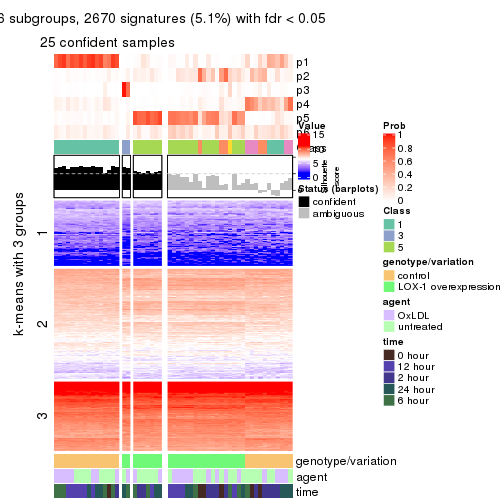 6 subgroups, 2670 signatures (5.1%) with fdr < 0.05
25 confident samples
p1
p2
p3
p4
p5
Value
15
5
0
Silhouette
score
Status (barplots)
confident
ambiguous
Prob
1
0.8
0.6
0.4
0.2
0
Class
1
3
5
genotype/variation
control
LOX-1 overexpression
agent
OxLDL
untreated
time
0 hour
12 hour
2 hour
24 hour
6 hour
k-means with 3 groups
1
2
3
genotype/variation
agent
time